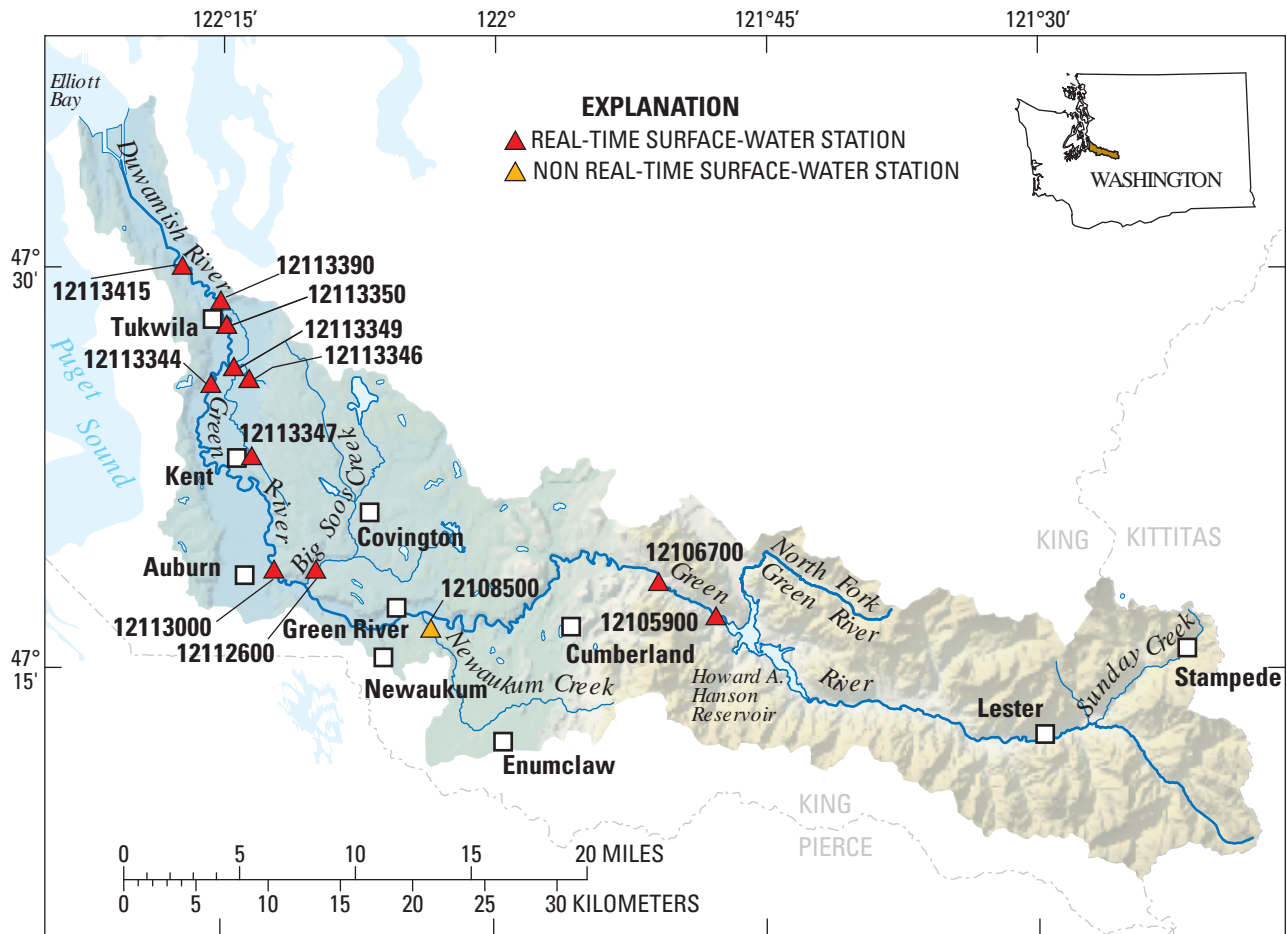 122°15'
122°
121°45'
121°30'
Elliott
Bay
EXPLANATION
REAL-TIME SURFACE-WATER STATION
NON REAL-TIME SURFACE-WATER STATION
WASHINGTON
Duwamish River
47°
30'
12113390
12113415
12113350
Tukwila
12113349
12113344
12113346
Puget Sound
Green
River
12113347
Kent
Big Soos Creek
Covington
KING
KITTITAS
Auburn
12106700
Green
North Fork
Green River
12108500
12113000
Green River
12105900
12112600
Cumberland
Newaukum
Newaukum Creek
Howard A.
Hanson
Reservoir
River
Sunday Creek
47°
15'
Stampede
Lester
Enumclaw
KING
PIERCE
0 5 10 15 20 MILES
0 5 10 15 20 25 30 KILOMETERS